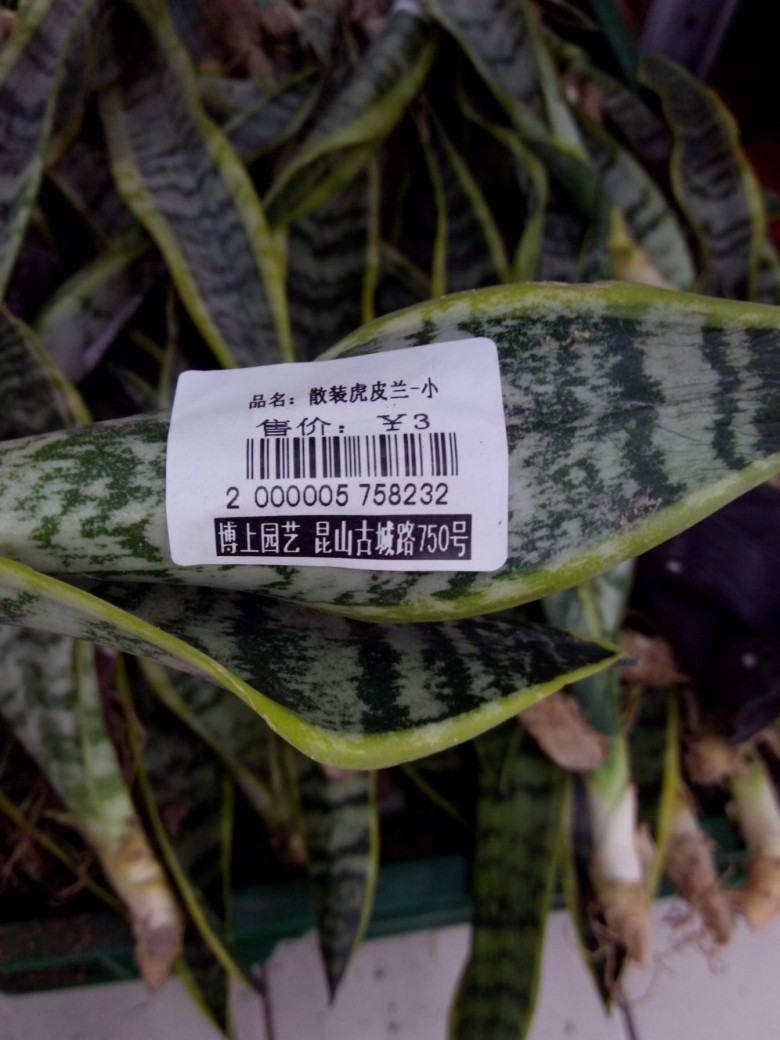 品名：散装虎皮兰-小
售价：¥3
2 000005 758232
博上园艺 昆山古城路750号